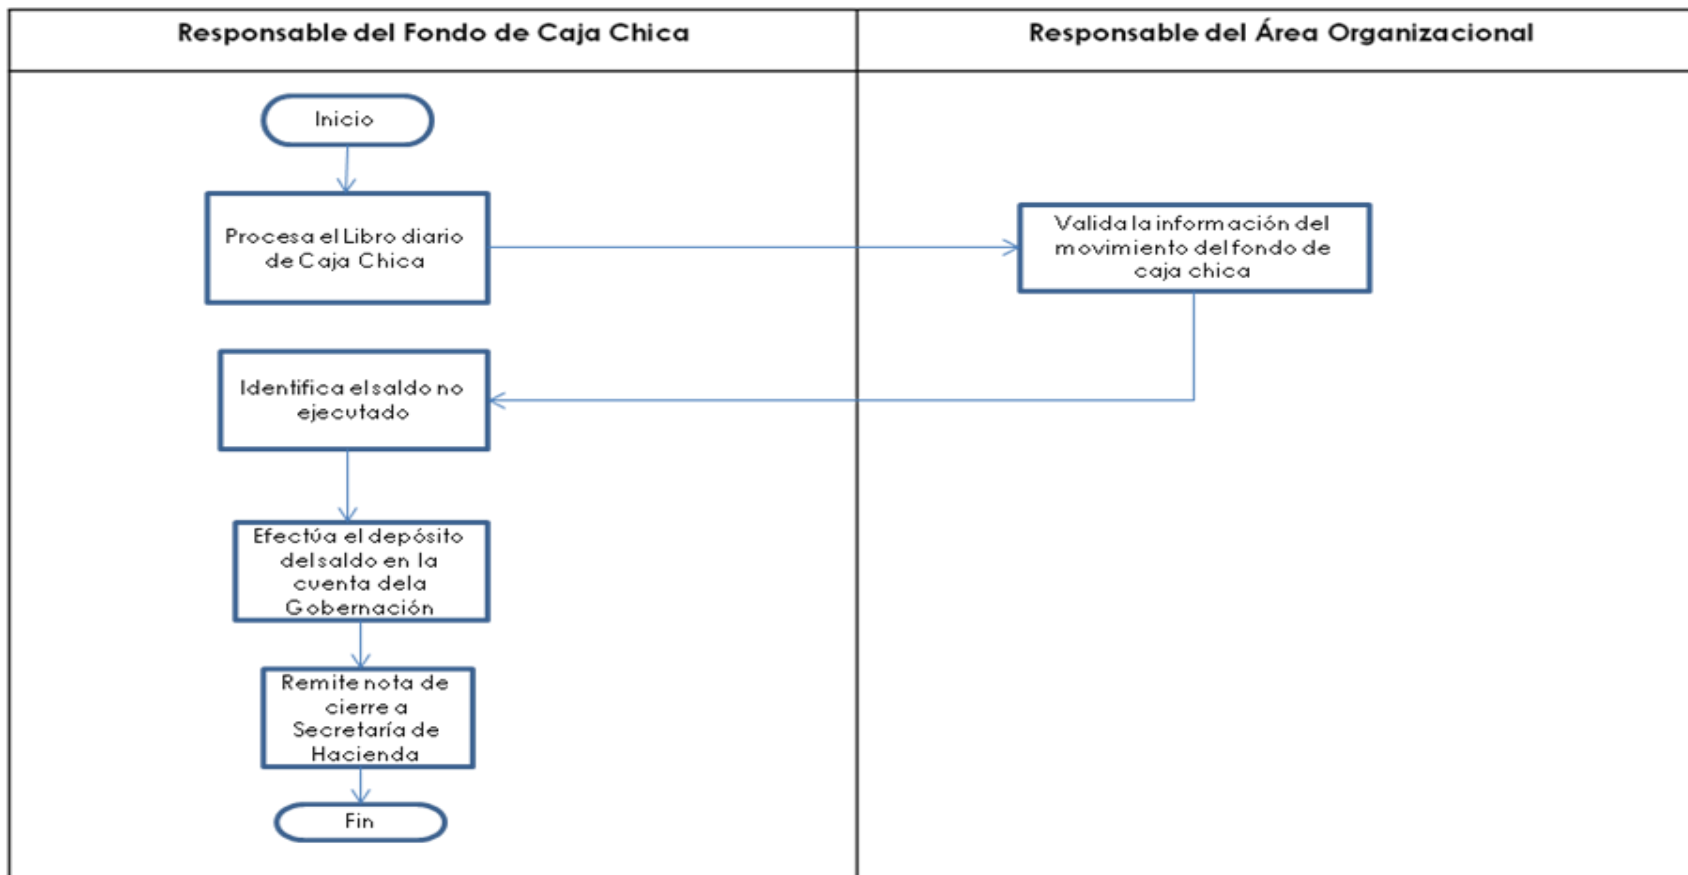 Responsable del Fondo de Caja Chica
Responsable del Área Organizacional
Inicio
Procesa el Libro diario
de Caja Chica
Valida la información del
movimiento del fondo de
caja chica
Identifica el saldo no
ejecutado
Efectúa el depósito
del saldo en la
cuenta dela
Gobernación
Remite nota de
cierre a
Secretaría de
Hacienda
Fin